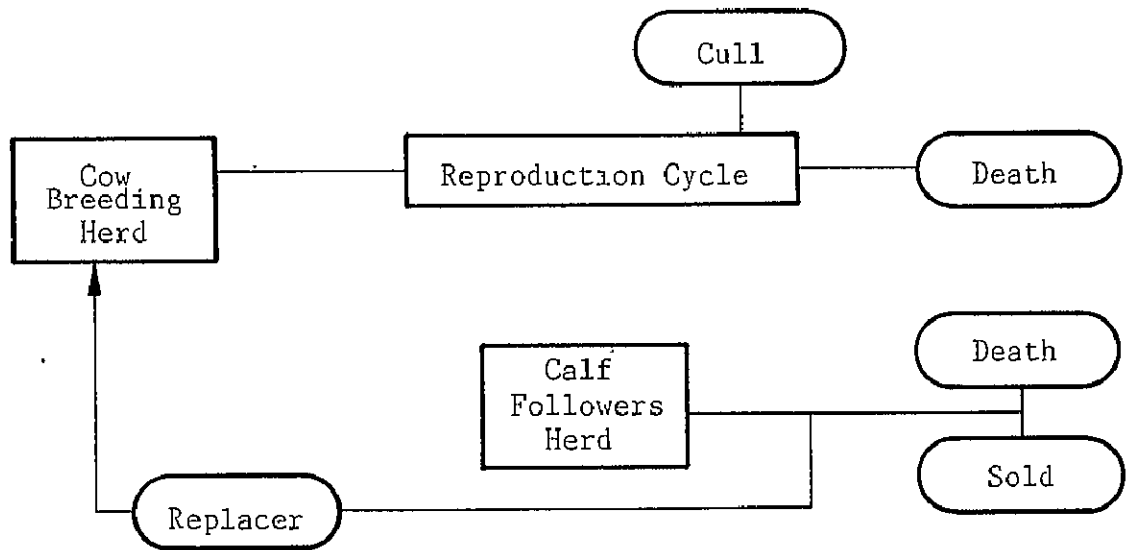 Cull
Cow
Breeding
Herd
Reproduction Cycle
Death
Calf
Followers
Herd
Death
Sold
Replacer